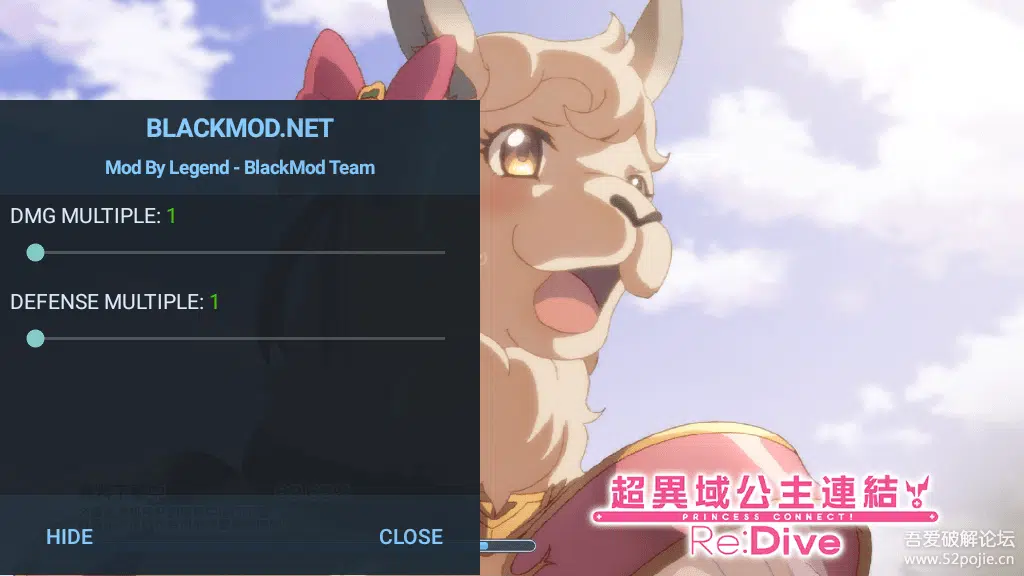 BLACKMOD.NET
Mod By Legend - BlackMod Team
DMG MULTIPLE: 1
DEFENSE MULTIPLE: 1
HIDE
CLOSE
超異域公主連結
PRINCESS CONNECT!
Re:Dive
吾爱破解论坛
www.52pojie.cn